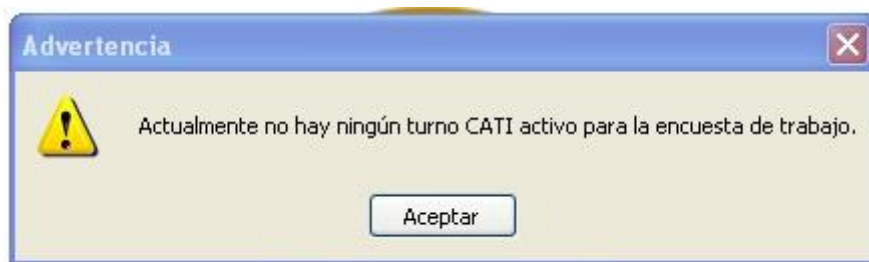 Advertencia
Actualmente no hay ningún turno CATI activo para la encuesta de trabajo.
Aceptar